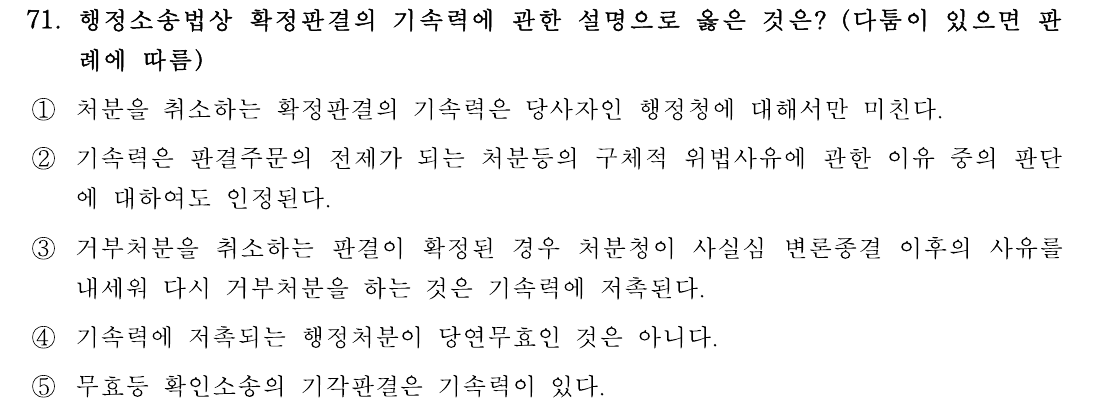 71. 행정소송법상 확정판결의 기속력에 관한 설명으로 옳은 것은? (다툼이 있으면 판
례에 따름)
① 처분을 취소하는 확정판결의 기속력은 당사자인 행정청에 대해서만 미친다.
② 기속력은 판결주문의 전제가 되는 처분등의 구체적 위법사유에 관한 이유 중의 판단
에 대하여도 인정된다.
③ 거부처분을 취소하는 판결이 확정된 경우 처분청이 사실심 변론종결 이후의 사유를
내세워 다시 거부처분을 하는 것은 기속력에 저촉된다.
④ 기속력에 저촉되는 행정처분이 당연무효인 것은 아니다.
⑤ 무효등 확인소송의 기각판결은 기속력이 있다.